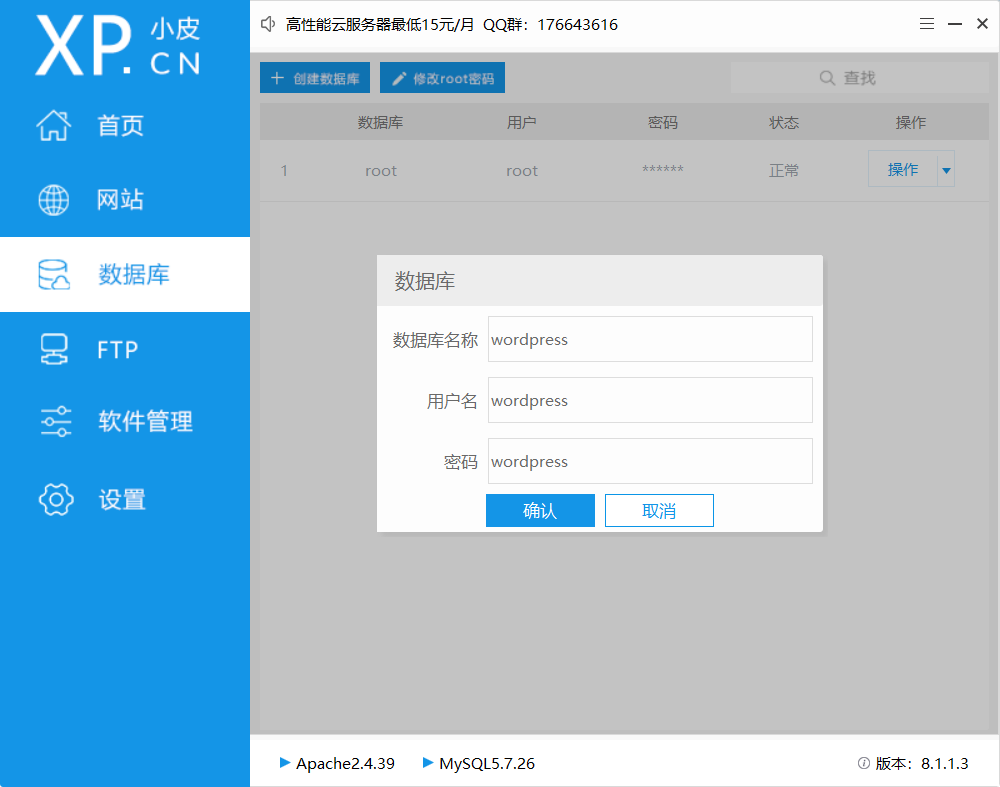 XP.CN 小皮
高性能云服务器最低15元/月 QQ群：176643616
首页
网站
数据库
FTP
软件管理
设置
创建数据库 修改root密码 查找
数据库 用户 密码 状态 操作
1 root root ****** 正常 操作
数据库
数据库名称 wordpress
用户名 wordpress
密码 wordpress
确认 取消
Apache2.4.39 MySQL5.7.26 版本：8.1.1.3